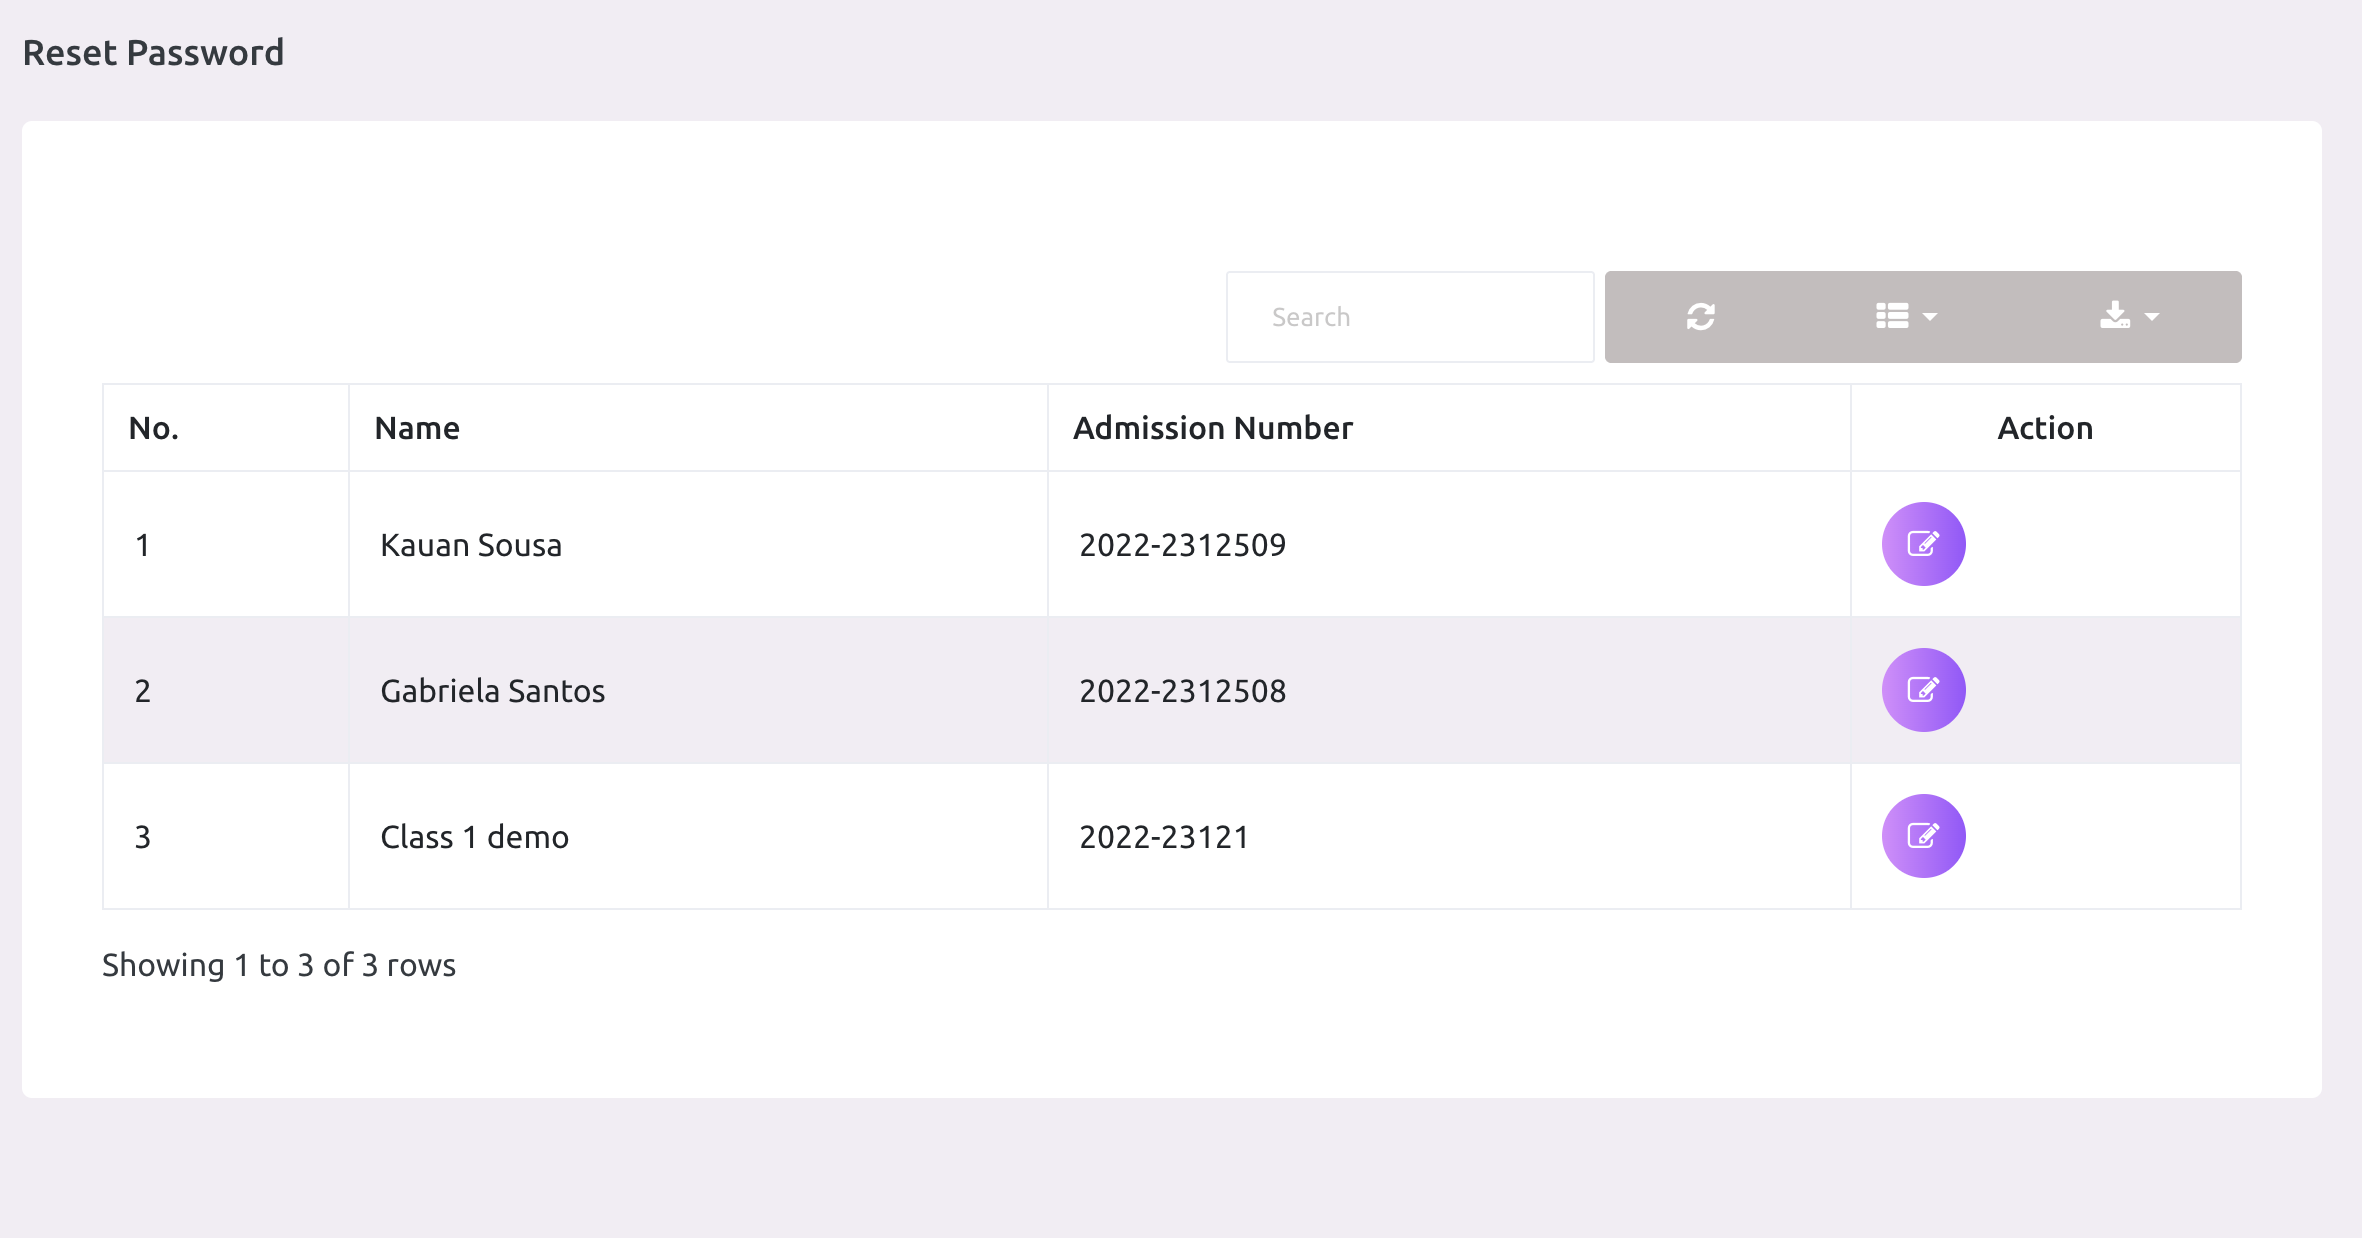 Reset Password
Search
No. Name Admission Number Action
1 Kauan Sousa 2022-2312509
2 Gabriela Santos 2022-2312508
3 Class 1 demo 2022-23121
Showing 1 to 3 of 3 rows